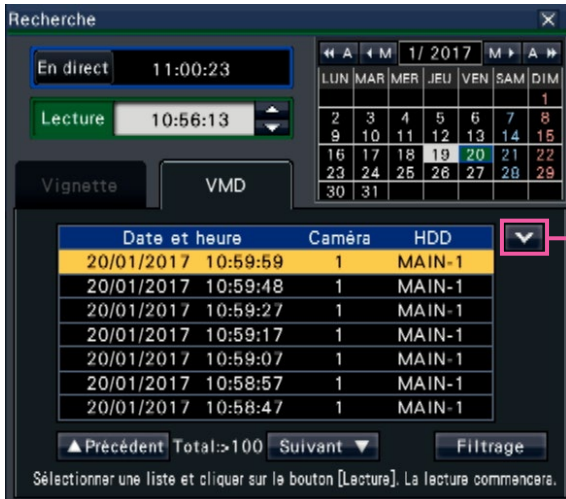 Recherche
En direct 11:00:23
Lecture 10:56:13
A M 1/ 2017 M A
LUN MAR MER JEU VEN SAM DIM
1
2 3 4 5 6 7 8
9 10 11 12 13 14 15
16 17 18 19 20 21 22
23 24 25 26 27 28 29
30 31
Vignette VMD
Date et heure Caméra HDD
20/01/2017 10:59:59 1 MAIN-1
20/01/2017 10:59:48 1 MAIN-1
20/01/2017 10:59:27 1 MAIN-1
20/01/2017 10:59:17 1 MAIN-1
20/01/2017 10:59:07 1 MAIN-1
20/01/2017 10:58:57 1 MAIN-1
20/01/2017 10:58:47 1 MAIN-1
▲Précédent Total:>100 Suivant ▼ Filtrage
Sélectionner une liste et cliquer sur le bouton [Lecture]. La lecture commencera.